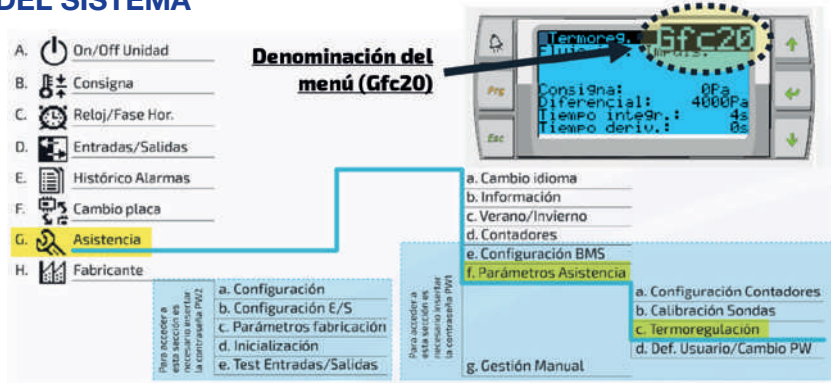 DEL SISTEMA
A. On/Off Unidad
B. Consigna
C. Reloj/Fase Hor.
D. Entradas/Salidas
E. Histórico Alarmas
F. Cambio placa
G. Asistencia
H. Fabricante
Denominación del
menú (Gfc20)
Termoreg.
Gfc20
Consigna: 0Pa
Diferencial: 4000Pa
Tiempo integr.: 4s
Tiempo deriv.: 0s
Prg
Esc
a. Cambio idioma
b. Información
c. Verano/Invierno
d. Contadores
e. Configuración BMS
f. Parámetros Asistencia
g. Gestión Manual
Para acceder a
esta sección es
necesario insertar
la contraseña PW2
a. Configuración
b. Configuración E/S
c. Parámetros fabricación
d. Inicialización
e. Test Entradas/Salidas
Para acceder a
esta sección es
necesario insertar
la contraseña PW1
a. Configuración Contadores
b. Calibración Sondas
c. Termoregulación
d. Def. Usuario/Cambio PW